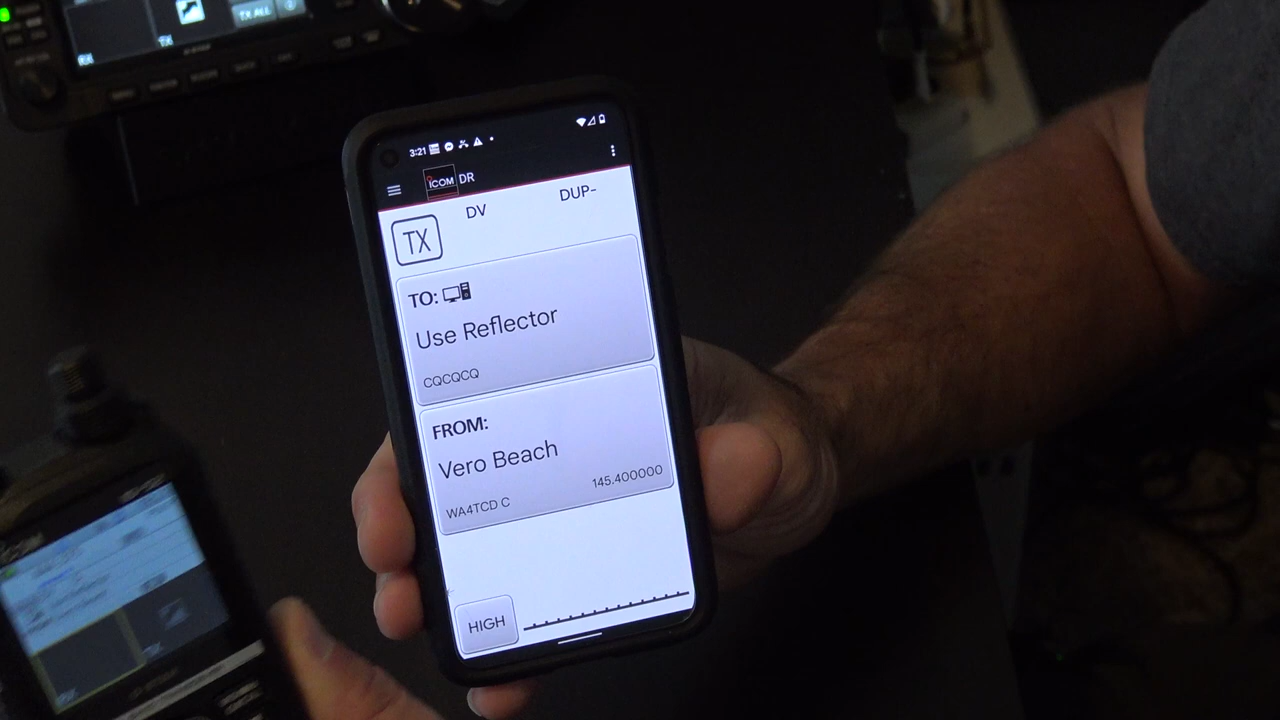 TX ALL
3:21
ICOM DR
DV DUP-
TX
TO:
Use Reflector
CQCQCQ
FROM:
Vero Beach
145.400000
WA4TCD C
HIGH